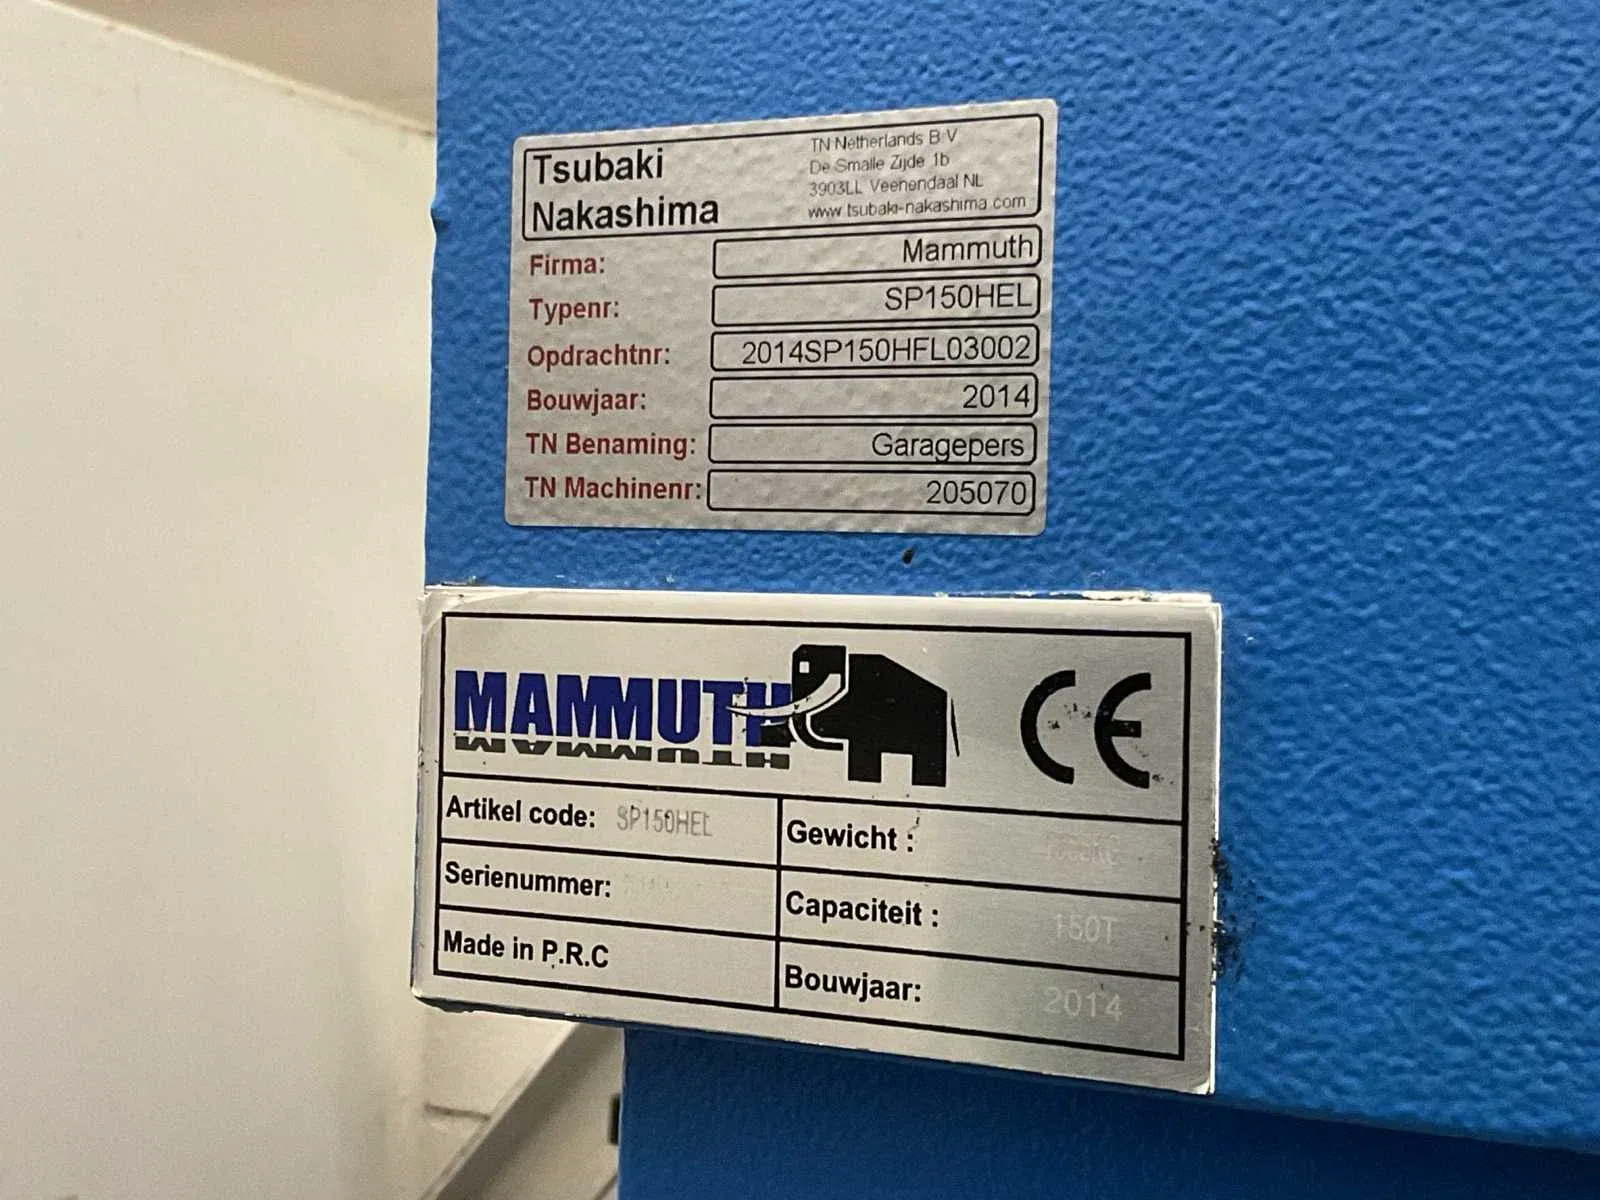 Tsubaki
Nakashima
TN Netherlands B V
De Smalle Zijde 1b
3903LL Veenendaal NL
www.tsubaki-nakashima.com
Firma: Mammuth
Typenr: SP150HEL
Opdrachtnr: 2014SP150HFL03002
Bouwjaar: 2014
TN Benaming: Garagepers
TN Machinenr: 205070
MAMMUTH CE
Artikel code: SP150HEL
Serienummer:
Made in P.R.C
Gewicht :
Capaciteit : 150T
Bouwjaar: 2014